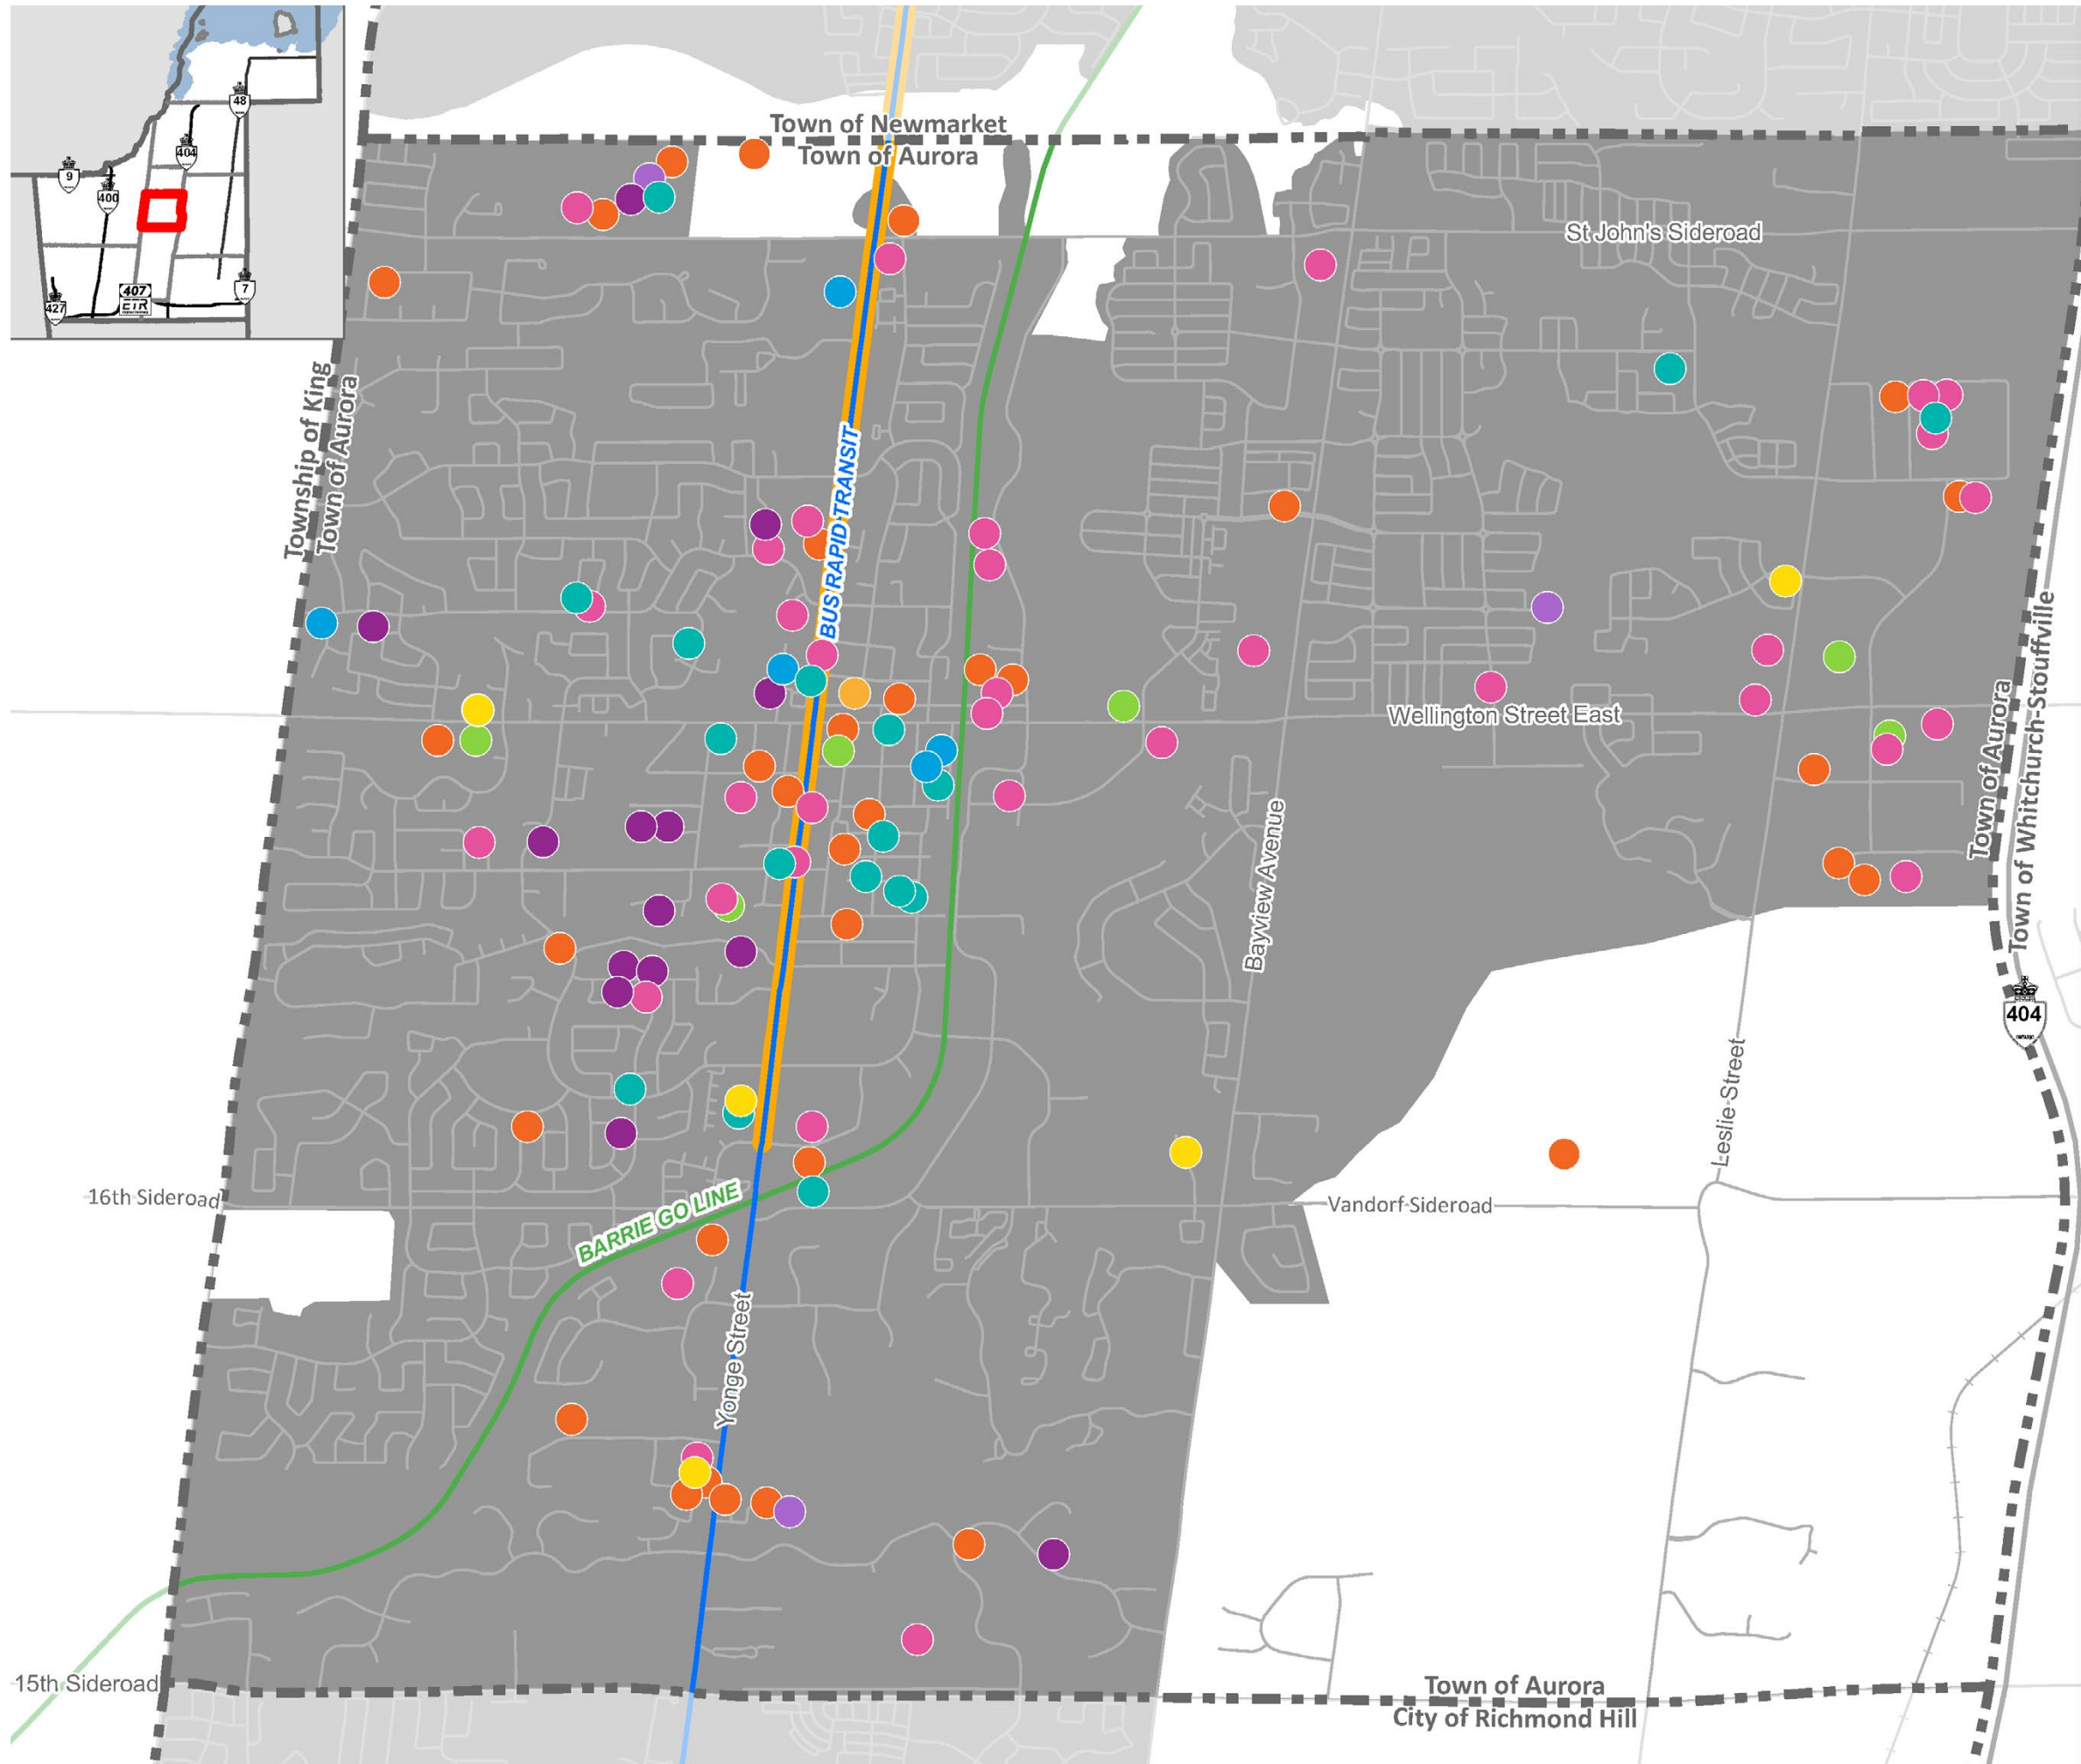 48
404
9
400
407
ETR
7
427
Town of Newmarket
Town of Aurora
St John's Sideroad
Township of King
Town of Aurora
BUS RAPID TRANSIT
Wellington Street East
Bayview Avenue
Town of Aurora
Town of Whitchurch-Stouffville
404
ONTARIO
Leslie Street
16th Sideroad
BARRIE GO LINE
Vandorf Sideroad
Yonge Street
15th Sideroad
Town of Aurora
City of Richmond Hill